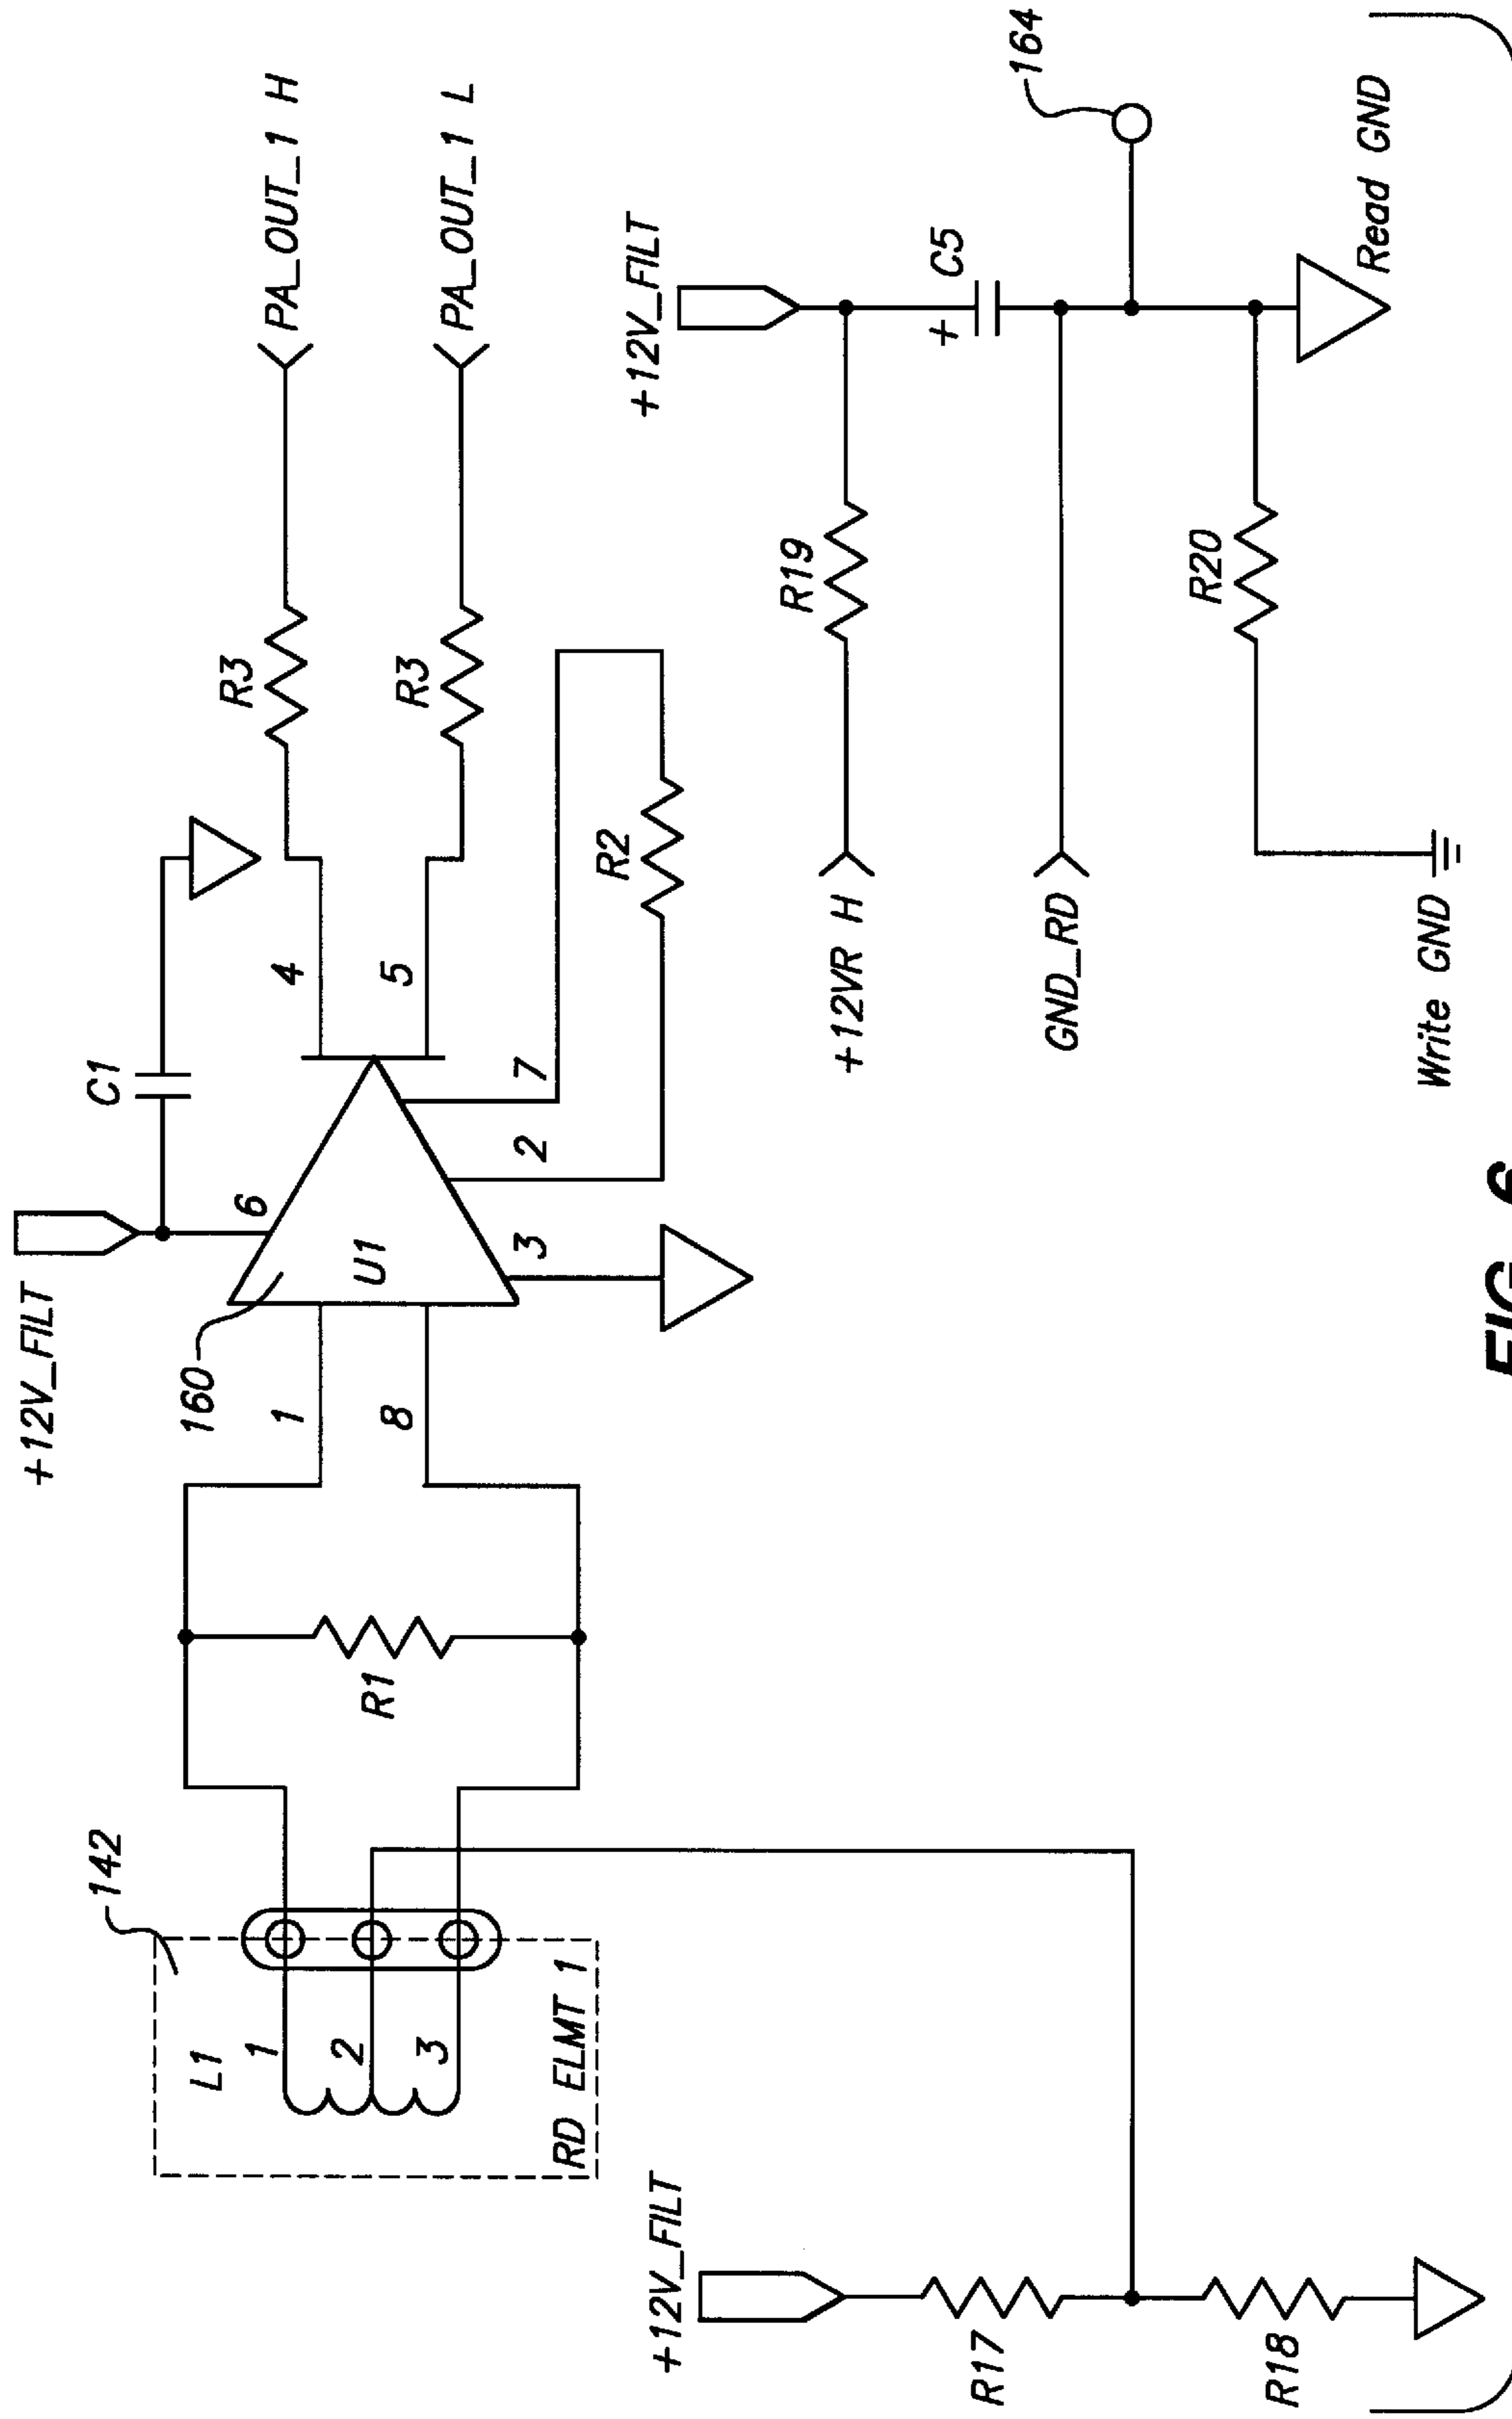 +12V_FILT
C1
160
6
U1
1
8
4
5
3
2
7
R3
PA_OUT_1 H
R3
PA_OUT_1 L
R2
142
L1
1
2
3
RD ELMT 1
R1
+12V_FILT
R17
R18
+12V_FILT
+12VR H
R19
+
C5
164
GND_RD
R20
Read GND
Write GND